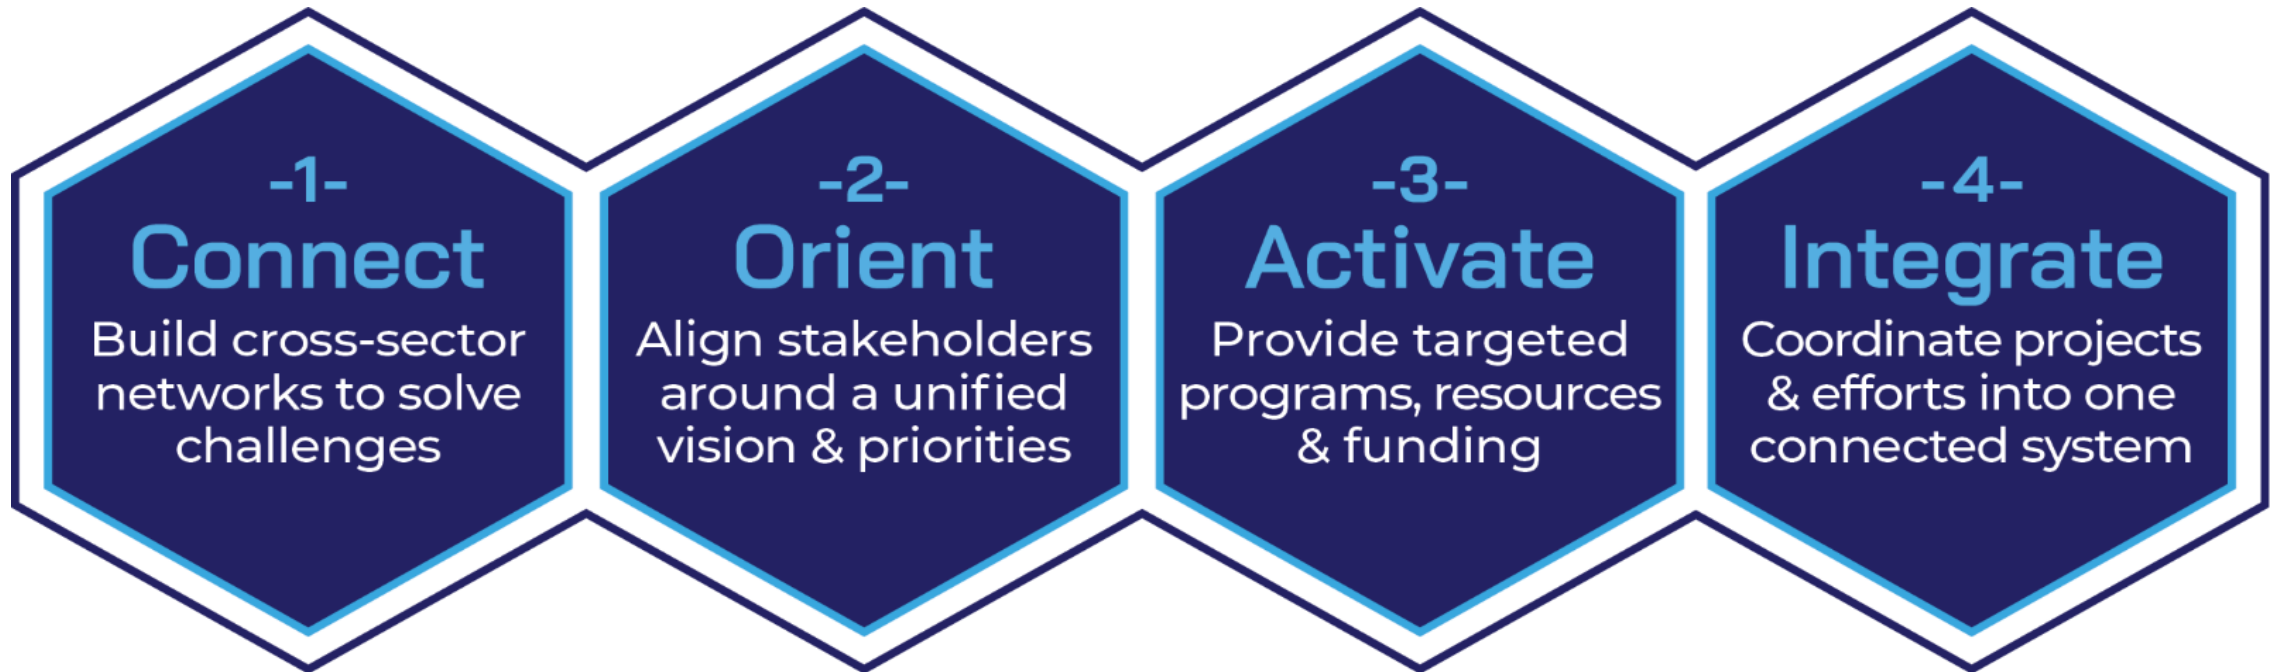 -1-
Connect
Build cross-sector
networks to solve
challenges
-2-
Orient
Align stakeholders
around a unified
vision & priorities
-3-
Activate
Provide targeted
programs, resources
& funding
-4-
Integrate
Coordinate projects
& efforts into one
connected system